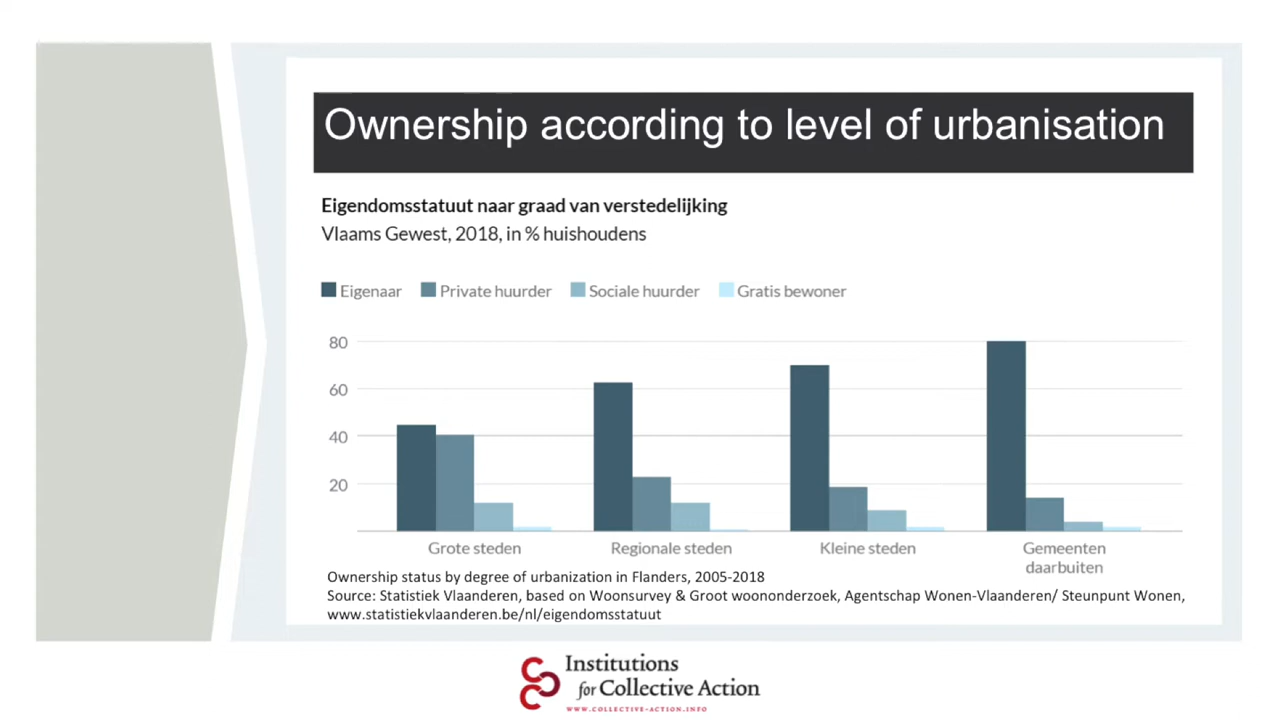 Ownership according to level of urbanisation
Eigendomsstatuut naar graad van verstedelijking
Vlaams Gewest, 2018, in % huishoudens
Eigenaar Private huurder Sociale huurder Gratis bewoner
80
60
40
20
Grote steden Regionale steden Kleine steden Gemeenten
daarbuiten
Ownership status by degree of urbanization in Flanders, 2005-2018
Source: Statistiek Vlaanderen, based on Woonsurvey & Groot woononderzoek, Agentschap Wonen-Vlaanderen/ Steunpunt Wonen,
www.statistiekvlaanderen.be/nl/eigendomsstatuut
Institutions
for Collective Action
WWW.COLLECTIVE-ACTION.INFO